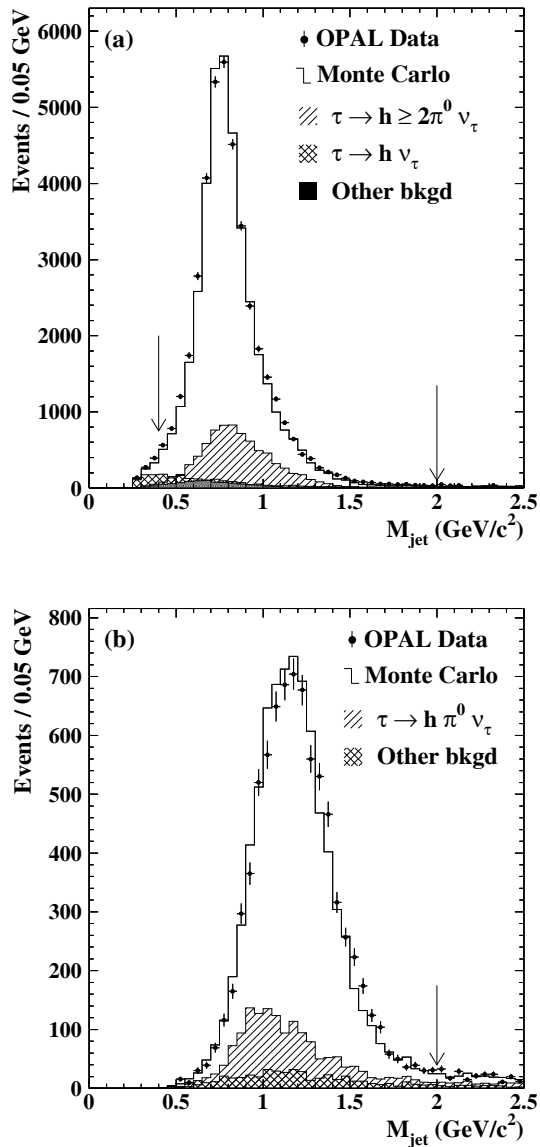 Events / 0.05 GeV
(a)
OPAL Data
Monte Carlo
τ → h ≥ 2π⁰ ν_τ
τ → h ν_τ
Other bkgd
6000
5000
4000
3000
2000
1000
0
0 0.5 1 1.5 2 2.5
M_jet (GeV/c²)
Events / 0.05 GeV
(b)
OPAL Data
Monte Carlo
τ → h π⁰ ν_τ
Other bkgd
800
700
600
500
400
300
200
100
0
0 0.5 1 1.5 2 2.5
M_jet (GeV/c²)